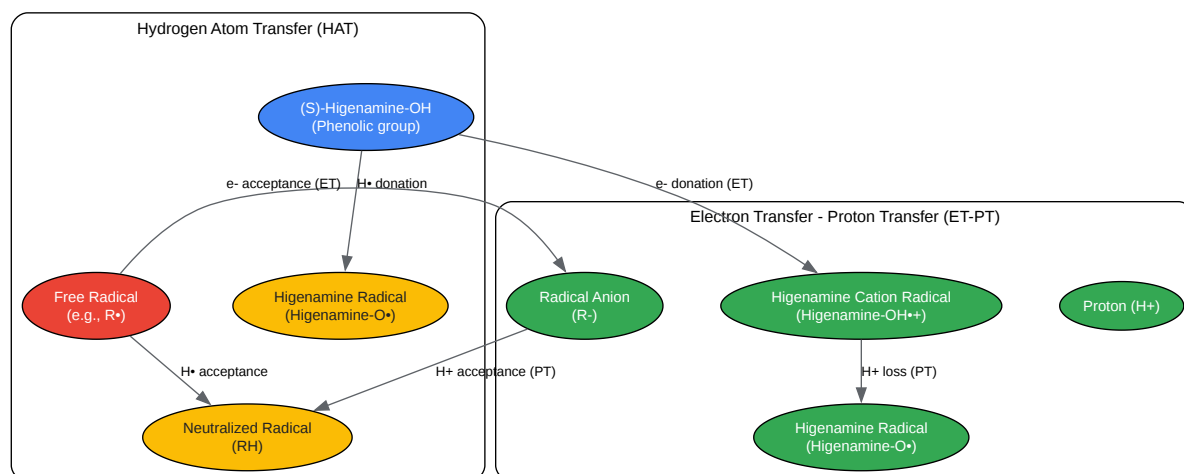 Hydrogen Atom Transfer (HAT)
(S)-Higenamine-OH
(Phenolic group)
e- acceptance (ET)
H• donation
e- donation (ET)
Electron Transfer - Proton Transfer (ET-PT)
Free Radical
(e.g., R•)
Higenamine Radical
(Higenamine-O•)
Radical Anion
(R-)
Higenamine Cation Radical
(Higenamine-OH•+)
Proton (H+)
H• acceptance
H+ acceptance (PT)
H+ loss (PT)
Neutralized Radical
(RH)
Higenamine Radical
(Higenamine-O•)